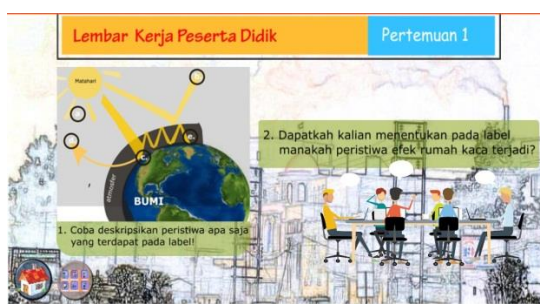 Lembar Kerja Peserta Didik
Pertemuan 1
Matahari
atmosfer
BUMI
1. Coba deskripsikan peristiwa apa saja
yang terdapat pada label!
2. Dapatkah kalian menentukan pada label
manakah peristiwa efek rumah kaca terjadi?